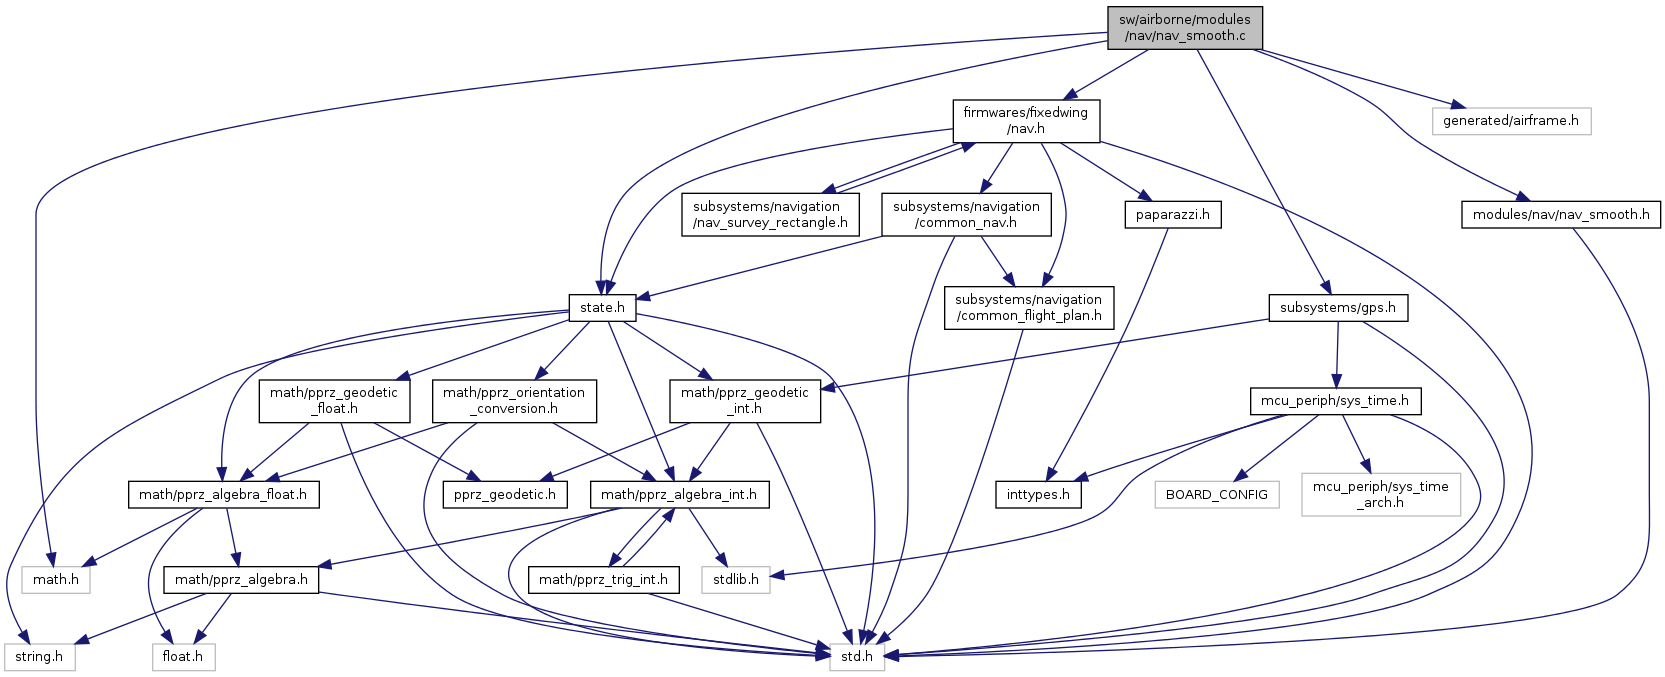 sw/airborne/modules
/nav/nav_smooth.c
firmwares/fixedwing
/nav.h
generated/airframe.h
subsystems/navigation
/nav_survey_rectangle.h
subsystems/navigation
/common_nav.h
paparazzi.h
modules/nav/nav_smooth.h
state.h
subsystems/navigation
/common_flight_plan.h
subsystems/gps.h
math/pprz_geodetic
_float.h
math/pprz_orientation
_conversion.h
math/pprz_geodetic
_int.h
mcu_periph/sys_time.h
math/pprz_algebra_float.h
pprz_geodetic.h
math/pprz_algebra_int.h
inttypes.h
BOARD_CONFIG
mcu_periph/sys_time
_arch.h
math.h
math/pprz_algebra.h
math/pprz_trig_int.h
stdlib.h
string.h
float.h
std.h